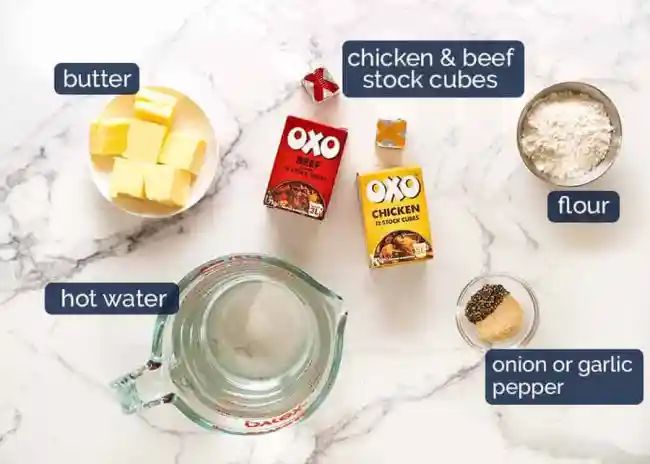 chicken & beef
stock cubes
butter
OXO
BEEF
OXO
CHICKEN
12 STOCK CUBES
flour
hot water
onion or garlic
pepper